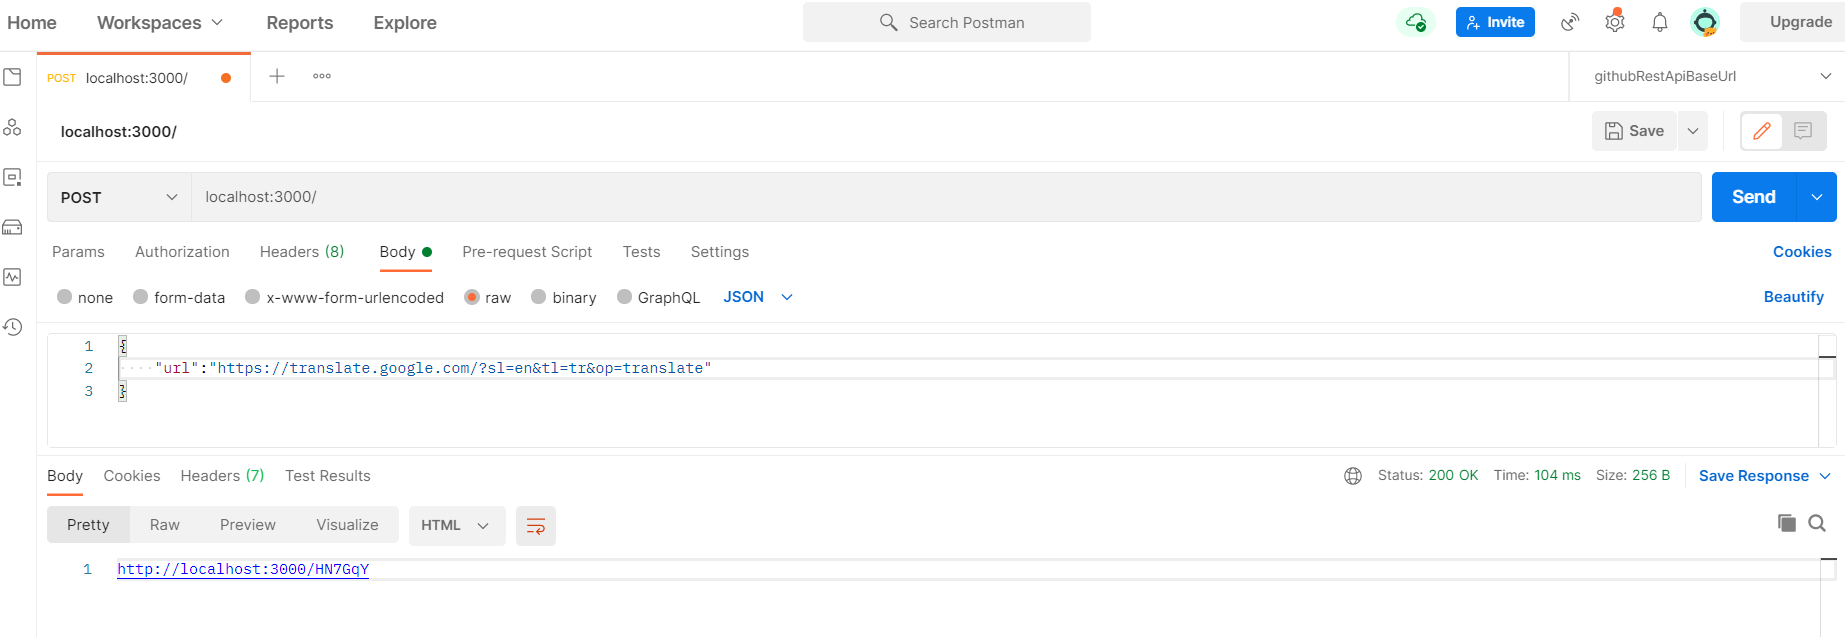 Home Workspaces Reports Explore Search Postman Invite Upgrade
POST localhost:3000/ githubRestApiBaseUrl
localhost:3000/ Save
POST localhost:3000/ Send
Params Authorization Headers (8) Body Pre-request Script Tests Settings Cookies
none form-data x-www-form-urlencoded raw binary GraphQL JSON Beautify
1 {
2 "url":"https://translate.google.com/?sl=en&tl=tr&op=translate"
3 }
Body Cookies Headers (7) Test Results Status: 200 OK Time: 104 ms Size: 256 B Save Response
Pretty Raw Preview Visualize HTML
1 http://localhost:3000/HN7GqY